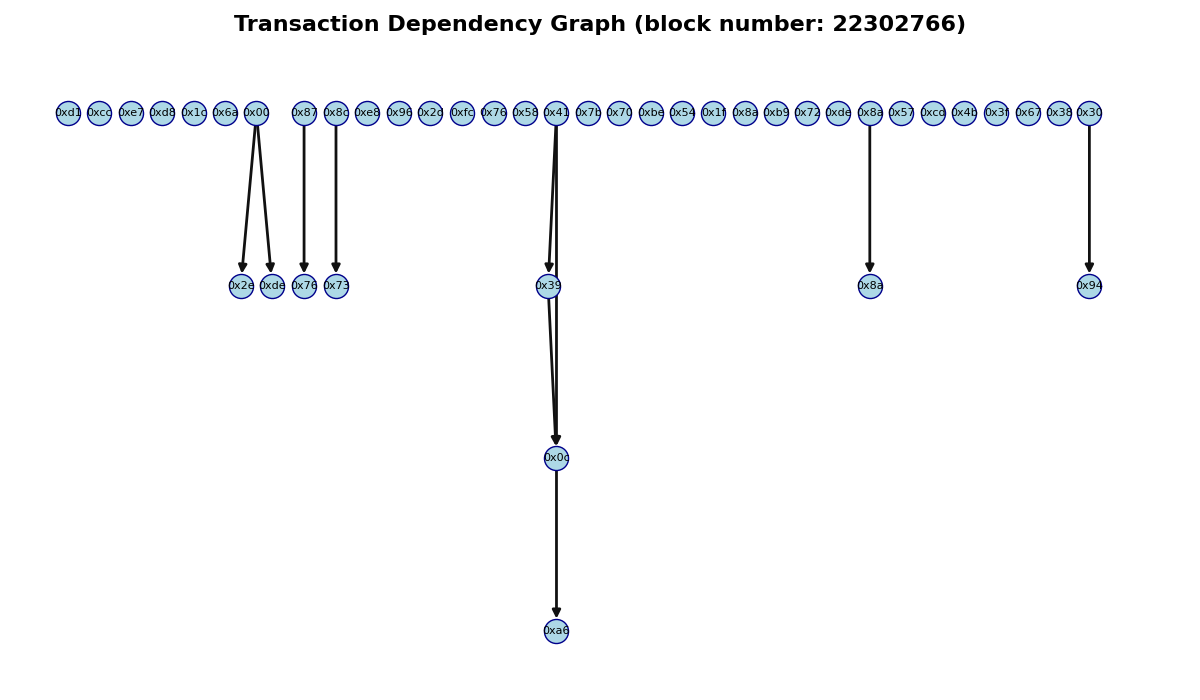 Transaction Dependency Graph (block number: 22302766)
0xd1 0xcc 0xe7 0xd8 0x1c 0x6a 0x00 0x87 0x8c 0xe8 0x96 0x2c 0xfc 0x76 0x58 0x41 0x7b 0x70 0xbe 0x54 0x1f 0x8a 0xb9 0x72 0xde 0x8a 0x57 0xcd 0x4b 0x3f 0x67 0x38 0x30
0x2e 0xde 0x76 0x73 0x39 0x8a 0x94
0x0c
0xa6